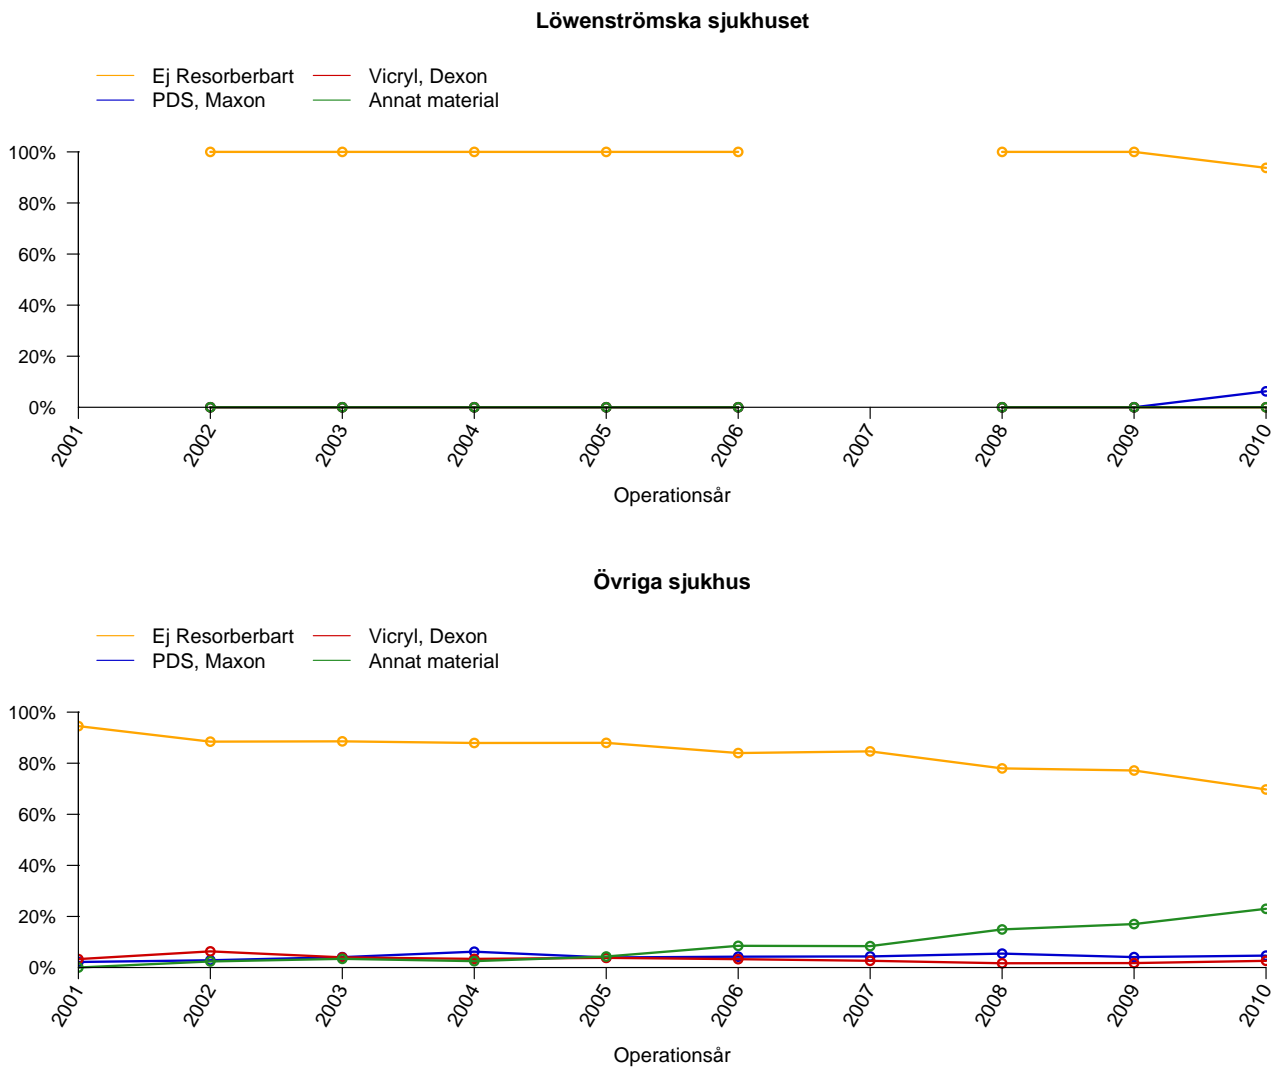 Löwenströmska sjukhuset
Ej Resorberbart Vicryl, Dexon
PDS, Maxon Annat material
100%
80%
60%
40%
20%
0%
2001 2002 2003 2004 2005 2006 2007 2008 2009 2010
Operationsår
Övriga sjukhus
Ej Resorberbart Vicryl, Dexon
PDS, Maxon Annat material
100%
80%
60%
40%
20%
0%
2001 2002 2003 2004 2005 2006 2007 2008 2009 2010
Operationsår